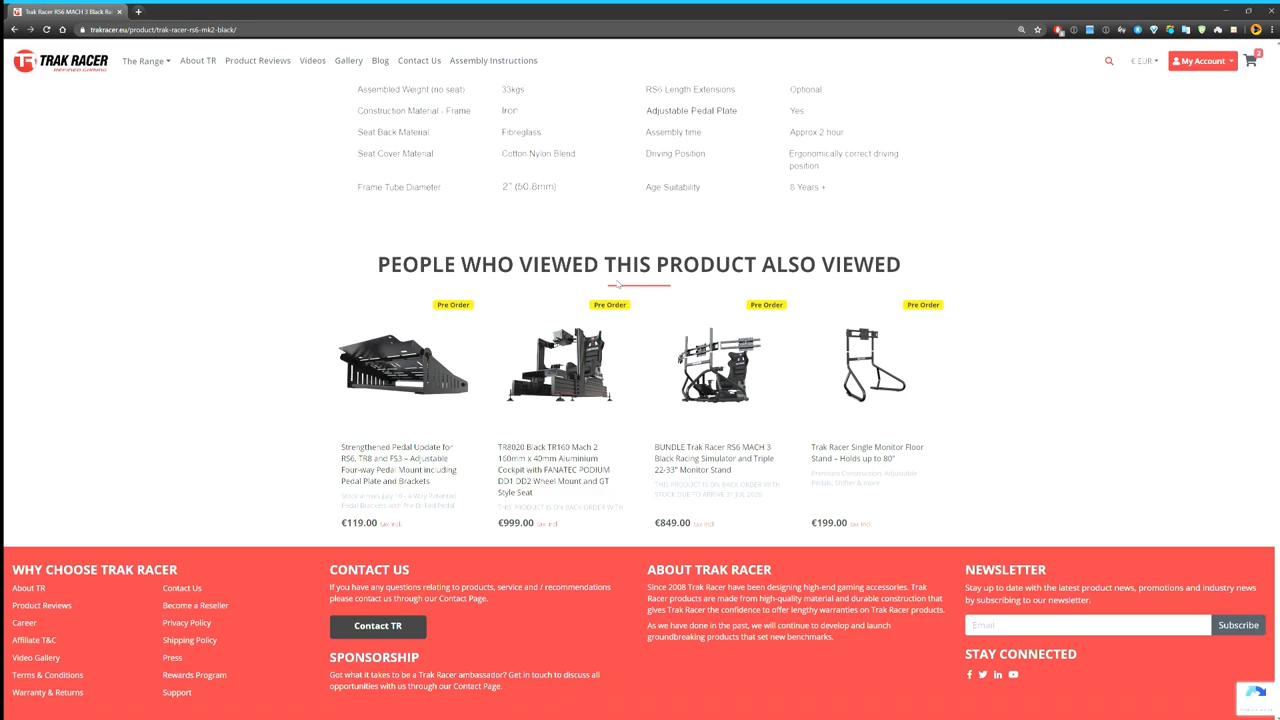 Trak Racer RS6 MACH 3 Black Ra
trakracer.eu/product/trak-racer-rs6-mk2-black/
TR TRAK RACER
REFINED GAMING
The Range
About TR
Product Reviews
Videos
Gallery
Blog
Contact Us
Assembly Instructions
€ EUR
My Account
2
Assembled Weight (no seat) 33kgs RS6 Length Extensions Optional
Construction Material - Frame Iron Adjustable Pedal Plate Yes
Seat Back Material Fibreglass Assembly time Approx 2 hour
Seat Cover Material Cotton Nylon Blend Driving Position Ergonomically correct driving
position
Frame Tube Diameter 2" (50.8mm) Age Suitability 8 Years +
PEOPLE WHO VIEWED THIS PRODUCT ALSO VIEWED
Pre Order
Strengthened Pedal Update for
RS6, TR8 and FS3 – Adjustable
Four-way Pedal Mount including
Pedal Plate and Brackets
Stock arrives July 10 - 4 Way Patented
Pedal Brackets with Pre Drilled Pedal
€119.00 tax incl.
Pre Order
TR8020 Black TR160 Mach 2
160mm x 40mm Aluminium
Cockpit with FANATEC PODIUM
DD1 DD2 Wheel Mount and GT
Style Seat
THIS PRODUCT IS ON BACK ORDER WITH
€999.00 tax incl.
Pre Order
BUNDLE Trak Racer RS6 MACH 3
Black Racing Simulator and Triple
22-33" Monitor Stand
THIS PRODUCT IS ON BACK ORDER WITH
STOCK DUE TO ARRIVE 31 JUL 2020
€849.00 tax incl.
Pre Order
Trak Racer Single Monitor Floor
Stand – Holds up to 80"
Premium Construction, Adjustable
Pedals, Shifter & more
€199.00 tax incl.
WHY CHOOSE TRAK RACER
About TR
Product Reviews
Career
Affiliate T&C
Video Gallery
Terms & Conditions
Warranty & Returns
Contact Us
Become a Reseller
Privacy Policy
Shipping Policy
Press
Rewards Program
Support
CONTACT US
If you have any questions relating to products, service and / recommendations
please contact us through our Contact Page.
Contact TR
SPONSORSHIP
Got what it takes to be a Trak Racer ambassador? Get in touch to discuss all
opportunities with us through our Contact Page.
ABOUT TRAK RACER
Since 2008 Trak Racer have been designing high-end gaming accessories. Trak
Racer products are made from high-quality material and durable construction that
gives Trak Racer the confidence to offer lengthy warranties on Trak Racer products.
As we have done in the past, we will continue to develop and launch
groundbreaking products that set new benchmarks.
NEWSLETTER
Stay up to date with the latest product news, promotions and industry news
by subscribing to our newsletter.
Email
Subscribe
STAY CONNECTED